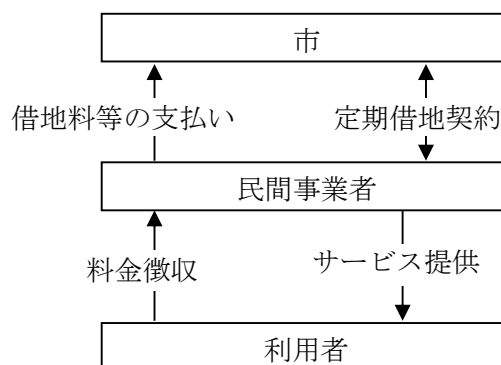 市
借地料等の支払い
定期借地契約
民間事業者
料金徴収
サービス提供
利用者